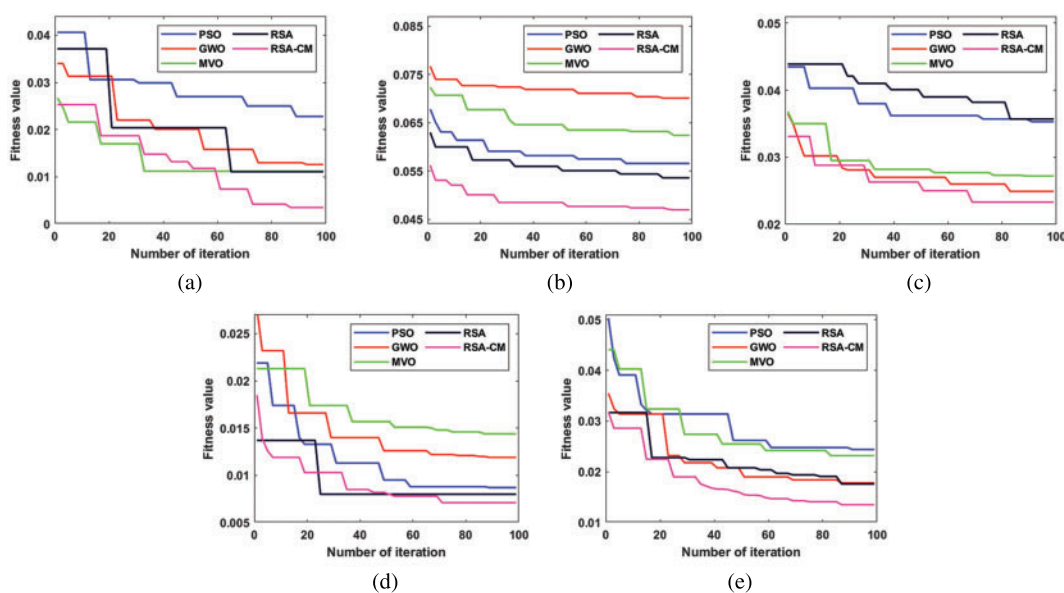 0.04
0.03
0.02
0.01
0
Fitness value
PSO
GWO
MVO
RSA
RSA-CM
0 20 40 60 80 100
Number of iteration
(a)
0.085
0.075
0.065
0.055
0.045
Fitness value
PSO
GWO
MVO
RSA
RSA-CM
0 20 40 60 80 100
Number of iteration
(b)
0.05
0.04
0.03
0.02
Fitness value
PSO
GWO
MVO
RSA
RSA-CM
0 20 40 60 80 100
Number of iteration
(c)
0.025
0.02
0.015
0.01
0.005
Fitness value
PSO
GWO
MVO
RSA
RSA-CM
0 20 40 60 80 100
Number of iteration
(d)
0.05
0.04
0.03
0.02
0.01
Fitness value
PSO
GWO
MVO
RSA
RSA-CM
0 20 40 60 80 100
Number of iteration
(e)